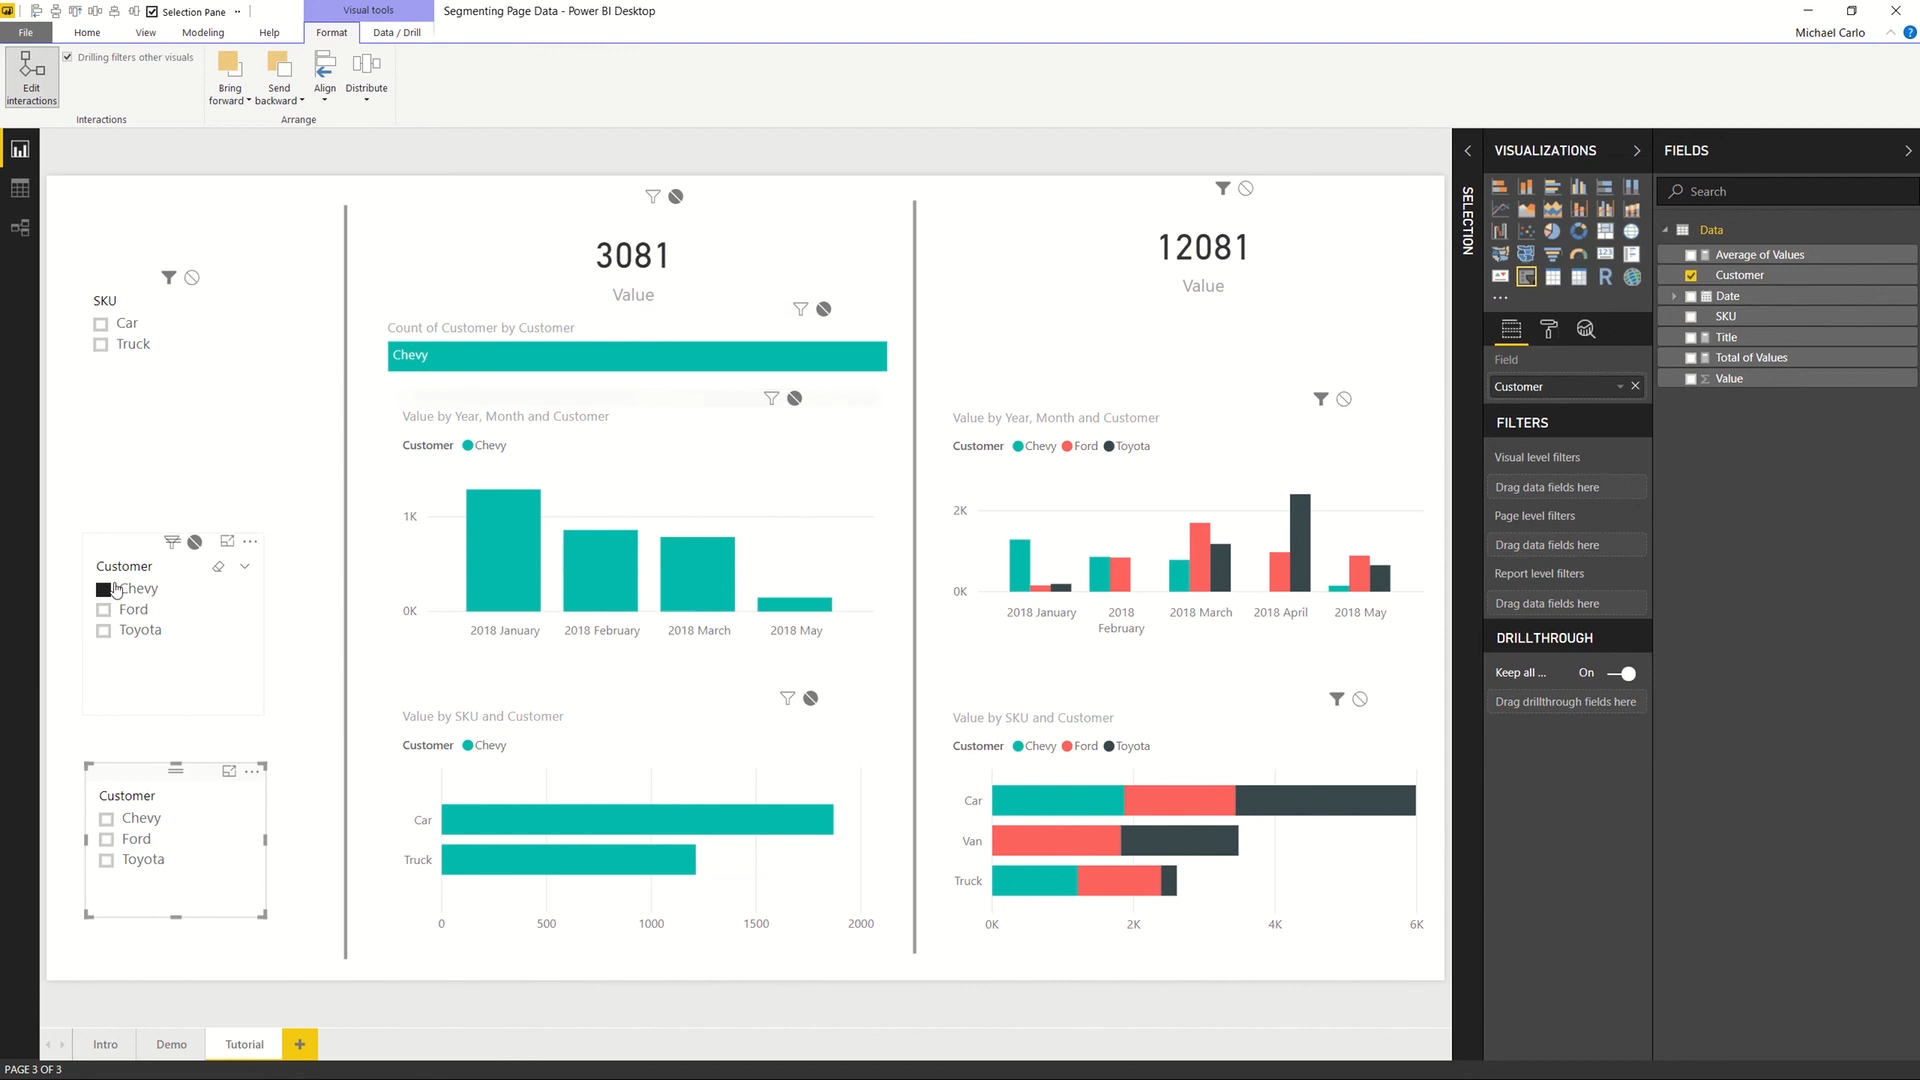 Selection Pane
Visual tools
Segmenting Page Data - Power BI Desktop
File
Home
View
Modeling
Help
Format
Data / Drill
Michael Carlo
Edit
interactions
Drilling filters other visuals
Bring
forward
Send
backward
Align
Distribute
Interactions
Arrange
SKU
Car
Truck
Customer
Chevy
Ford
Toyota
Customer
Chevy
Ford
Toyota
3081
Value
Count of Customer by Customer
Chevy
Value by Year, Month and Customer
Customer Chevy
1K
0K
2018 January 2018 February 2018 March 2018 May
Value by SKU and Customer
Customer Chevy
Car
Truck
0 500 1000 1500 2000
12081
Value
Value by Year, Month and Customer
Customer Chevy Ford Toyota
2K
0K
2018 January 2018 February 2018 March 2018 April 2018 May
Value by SKU and Customer
Customer Chevy Ford Toyota
Car
Van
Truck
0K 2K 4K 6K
SELECTION
VISUALIZATIONS
R
Field
Customer
FILTERS
Visual level filters
Drag data fields here
Page level filters
Drag data fields here
Report level filters
Drag data fields here
DRILLTHROUGH
Keep all ... On
Drag drillthrough fields here
FIELDS
Search
Data
Average of Values
Customer
Date
SKU
Title
Total of Values
Σ Value
Intro
Demo
Tutorial
PAGE 3 OF 3